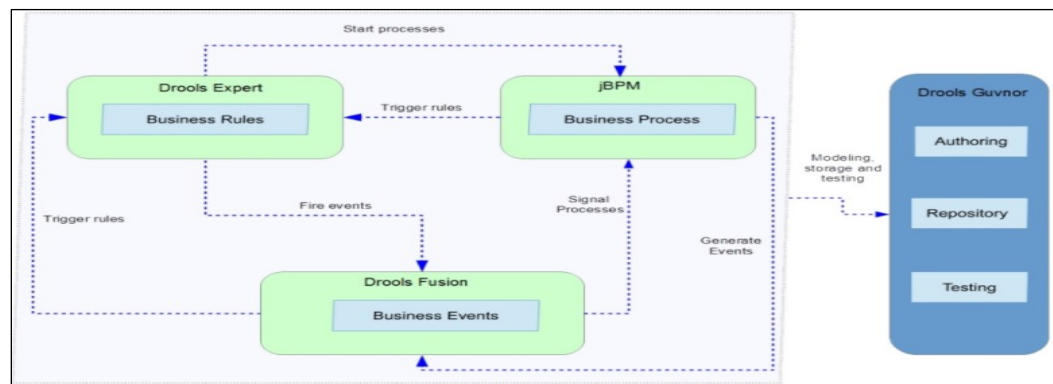 Start processes
Drools Expert
Business Rules
Trigger rules
jBPM
Business Process
Drools Guvnor
Authoring
Repository
Testing
Modeling,
storage and
testing
Trigger rules
Fire events
Signal
Processes
Generate
Events
Drools Fusion
Business Events